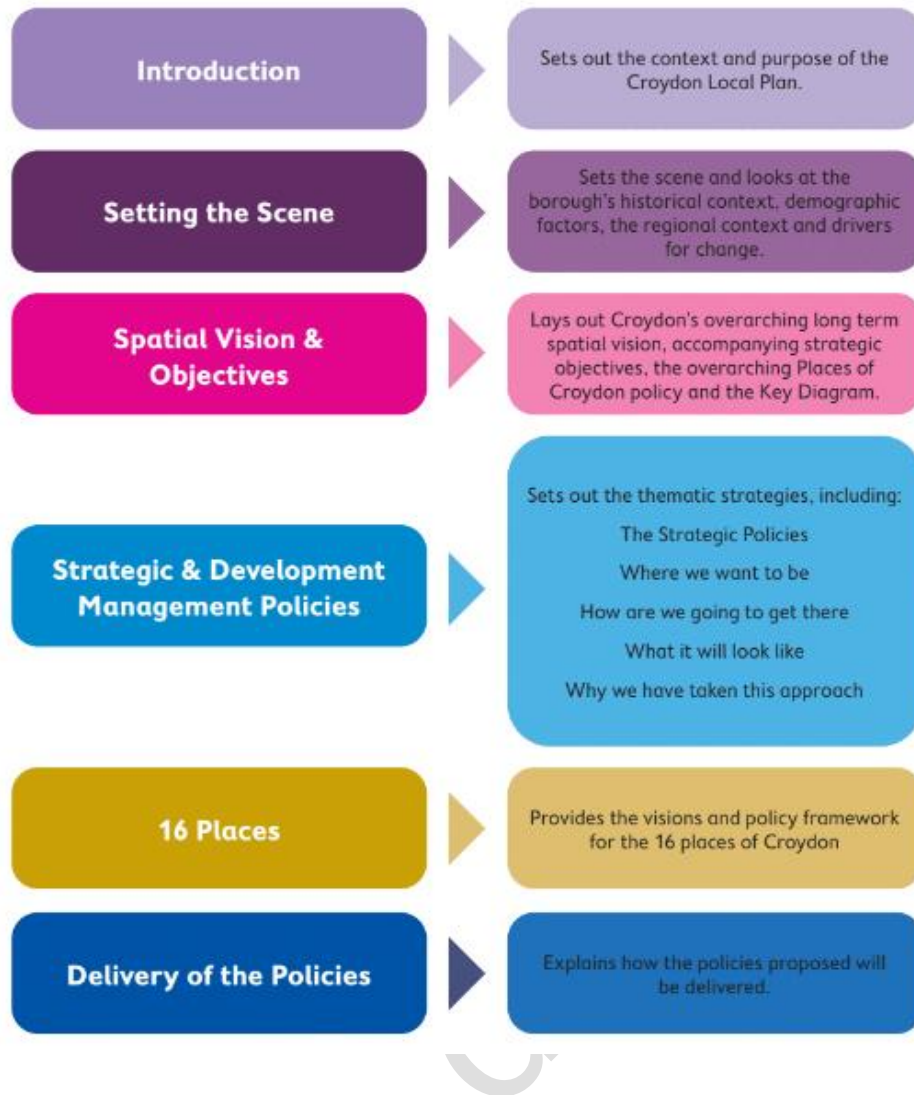 Introduction
Sets out the context and purpose of the
Croydon Local Plan.
Setting the Scene
Sets the scene and looks at the
borough's historical context, demographic
factors, the regional context and drivers
for change.
Spatial Vision &
Objectives
Lays out Croydon's overarching long term
spatial vision, accompanying strategic
objectives, the overarching Places of
Croydon policy and the Key Diagram.
Strategic & Development
Management Policies
Sets out the thematic strategies, including:
The Strategic Policies
Where we want to be
How are we going to get there
What it will look like
Why we have taken this approach
16 Places
Provides the visions and policy framework
for the 16 places of Croydon
Delivery of the Policies
Explains how the policies proposed will
be delivered.